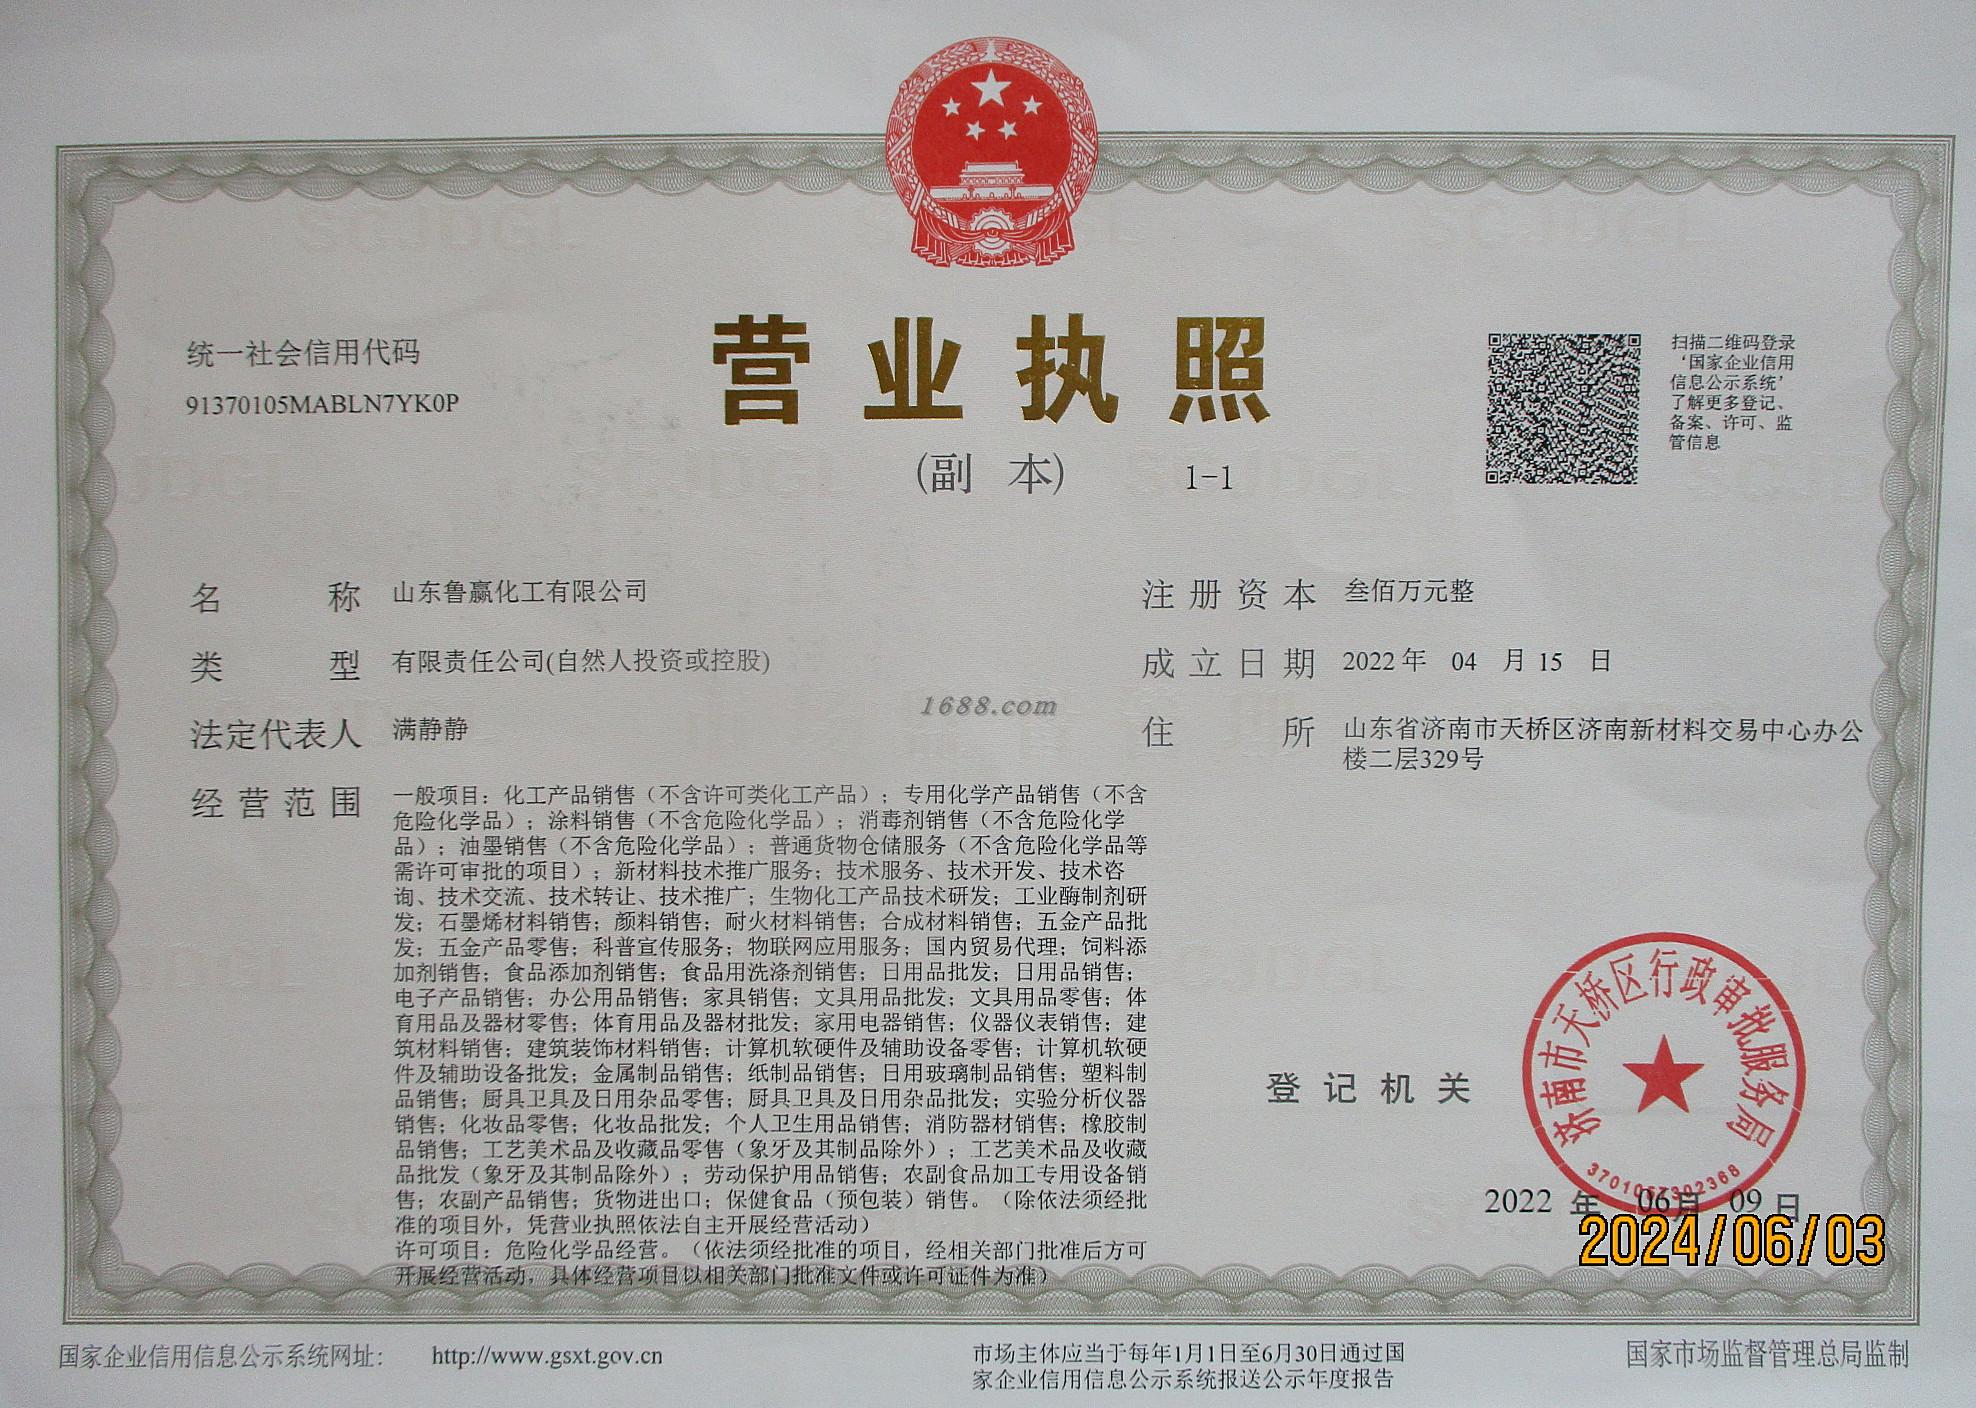 营业执照
(副 本) 1-1
统一社会信用代码
91370105MABLN7YK0P
扫描二维码登录
‘国家企业信用
信息公示系统’
了解更多登记、
备案、许可、监
管信息
名称 山东鲁赢化工有限公司
类型 有限责任公司(自然人投资或控股)
法定代表人 满静静
经营范围 一般项目：化工产品销售（不含许可类化工产品）；专用化学产品销售（不含
危险化学品）；涂料销售（不含危险化学品）；消毒剂销售（不含危险化学
品）；油墨销售（不含危险化学品）；普通货物仓储服务（不含危险化学品等
需许可审批的项目）；新材料技术推广服务；技术服务、技术开发、技术咨
询、技术交流、技术转让、技术推广；生物化工产品技术研发；工业酶制剂研
发；石墨烯材料销售；颜料销售；耐火材料销售；合成材料销售；五金产品批
发；五金产品零售；科普宣传服务；物联网应用服务；国内贸易代理；饲料添
加剂销售；食品添加剂销售；食品用洗涤剂销售；日用品批发；日用品销售；
电子产品销售；办公用品销售；家具销售；文具用品批发；文具用品零售；体
育用品及器材零售；体育用品及器材批发；家用电器销售；仪器仪表销售；建
筑材料销售；建筑装饰材料销售；计算机软硬件及辅助设备零售；计算机软硬
件及辅助设备批发；金属制品销售；纸制品销售；日用玻璃制品销售；塑料制
品销售；厨具卫具及日用杂品零售；厨具卫具及日用杂品批发；实验分析仪器
销售；化妆品零售；化妆品批发；个人卫生用品销售；消防器材销售；橡胶制
品销售；工艺美术品及收藏品零售（象牙及其制品除外）；工艺美术品及收藏
品批发（象牙及其制品除外）；劳动保护用品销售；农副食品加工专用设备销
售；农副产品销售；货物进出口；保健食品（预包装）销售。（除依法须经批
准的项目外，凭营业执照依法自主开展经营活动）
许可项目：危险化学品经营。（依法须经批准的项目，经相关部门批准后方可
开展经营活动，具体经营项目以相关部门批准文件或许可证件为准）
注册资本 叁佰万元整
成立日期 2022年 04 月15 日
住所 山东省济南市天桥区济南新材料交易中心办公
楼二层329号
1688.com
登记机关
济南市天桥区行政审批服务局
3701057302368
2022 年 06月 09 日
2024/06/03
国家企业信用信息公示系统网址： http://www.gsxt.gov.cn
市场主体应当于每年1月1日至6月30日通过国
家企业信用信息公示系统报送公示年度报告
国家市场监督管理总局监制